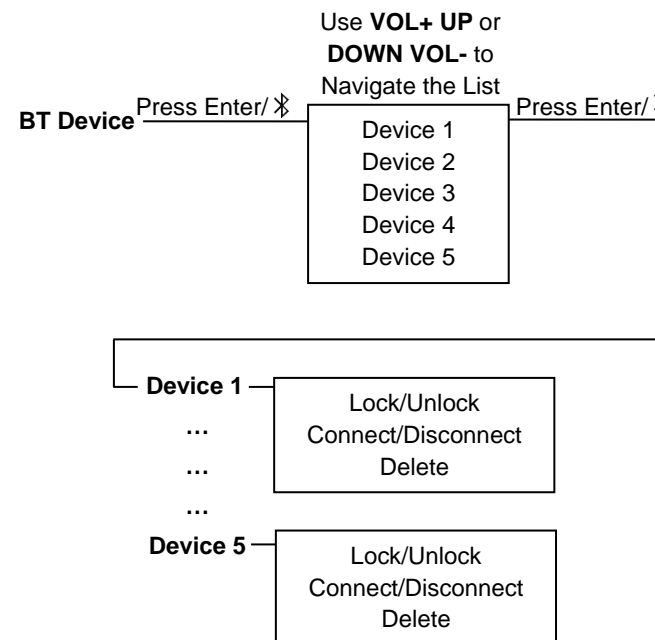 Use VOL+ UP or
DOWN VOL- to
Navigate the List
BT Device
Press Enter/
Device 1
Device 2
Device 3
Device 4
Device 5
Press Enter/
Device 1
Lock/Unlock
Connect/Disconnect
Delete
...
...
...
Device 5
Lock/Unlock
Connect/Disconnect
Delete